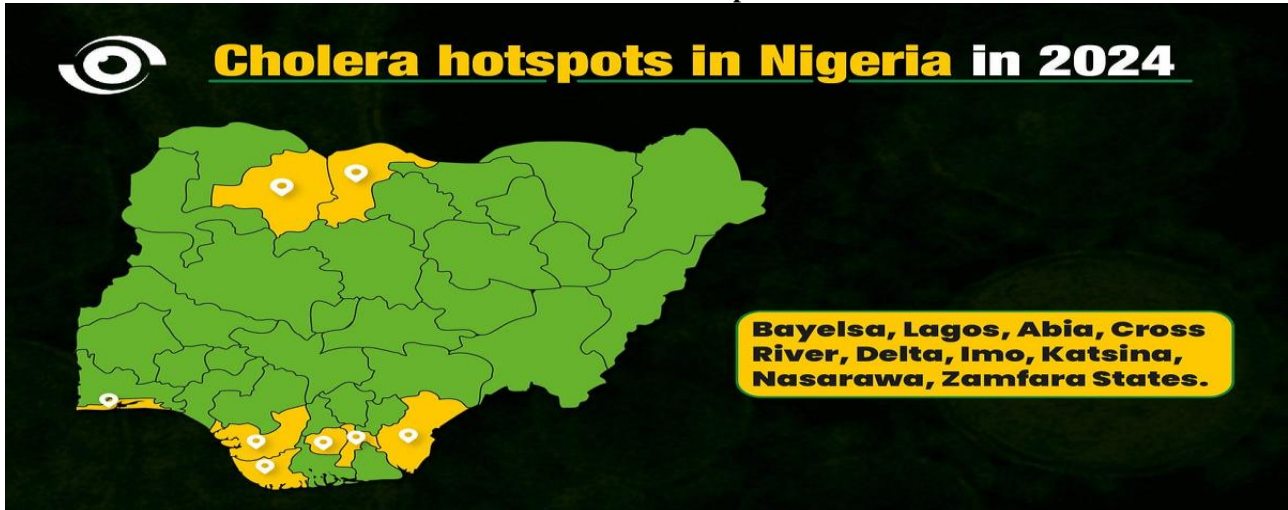 Cholera hotspots in Nigeria in 2024
Bayelsa, Lagos, Abia, Cross
River, Delta, Imo, Katsina,
Nasarawa, Zamfara States.